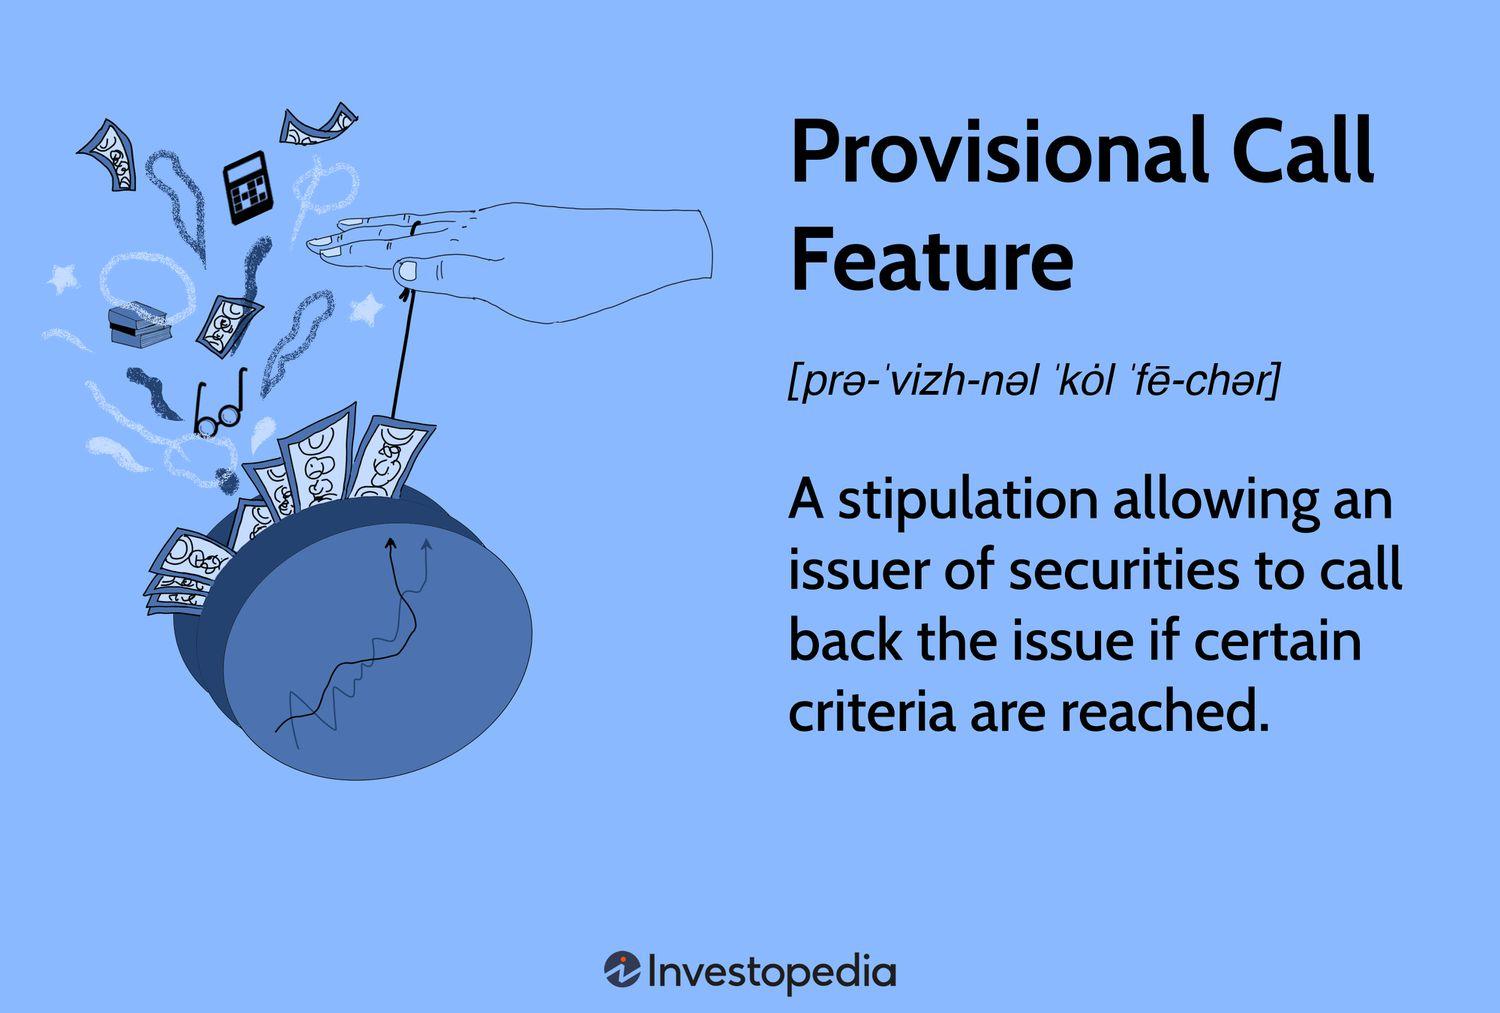 Provisional Call
Feature
[prə-ˈvizh-nəl ˈkȯl ˈfē-chər]
A stipulation allowing an
issuer of securities to call
back the issue if certain
criteria are reached.
Investopedia